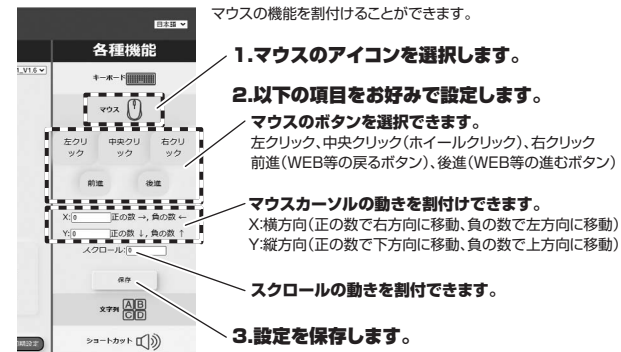 マウスの機能を割付けることができます。
日本語
各種機能
1_V1.6
キーボード
マウス
左クリック
中央クリック
右クリック
前進
後進
X:0 正の数 →, 負の数 ←
Y:0 正の数 ↓, 負の数 ↑
スクロール:0
保存
文字列 AB CD
ショートカット
1.マウスのアイコンを選択します。
2.以下の項目をお好みで設定します。
マウスのボタンを選択できます。
左クリック、中央クリック(ホイールクリック)、右クリック
前進(WEB等の戻るボタン)、後進(WEB等の進むボタン)
マウスカーソルの動きを割付けできます。
X:横方向(正の数で右方向に移動、負の数で左方向に移動)
Y:縦方向(正の数で下方向に移動、負の数で上方向に移動)
スクロールの動きを割付できます。
3.設定を保存します。